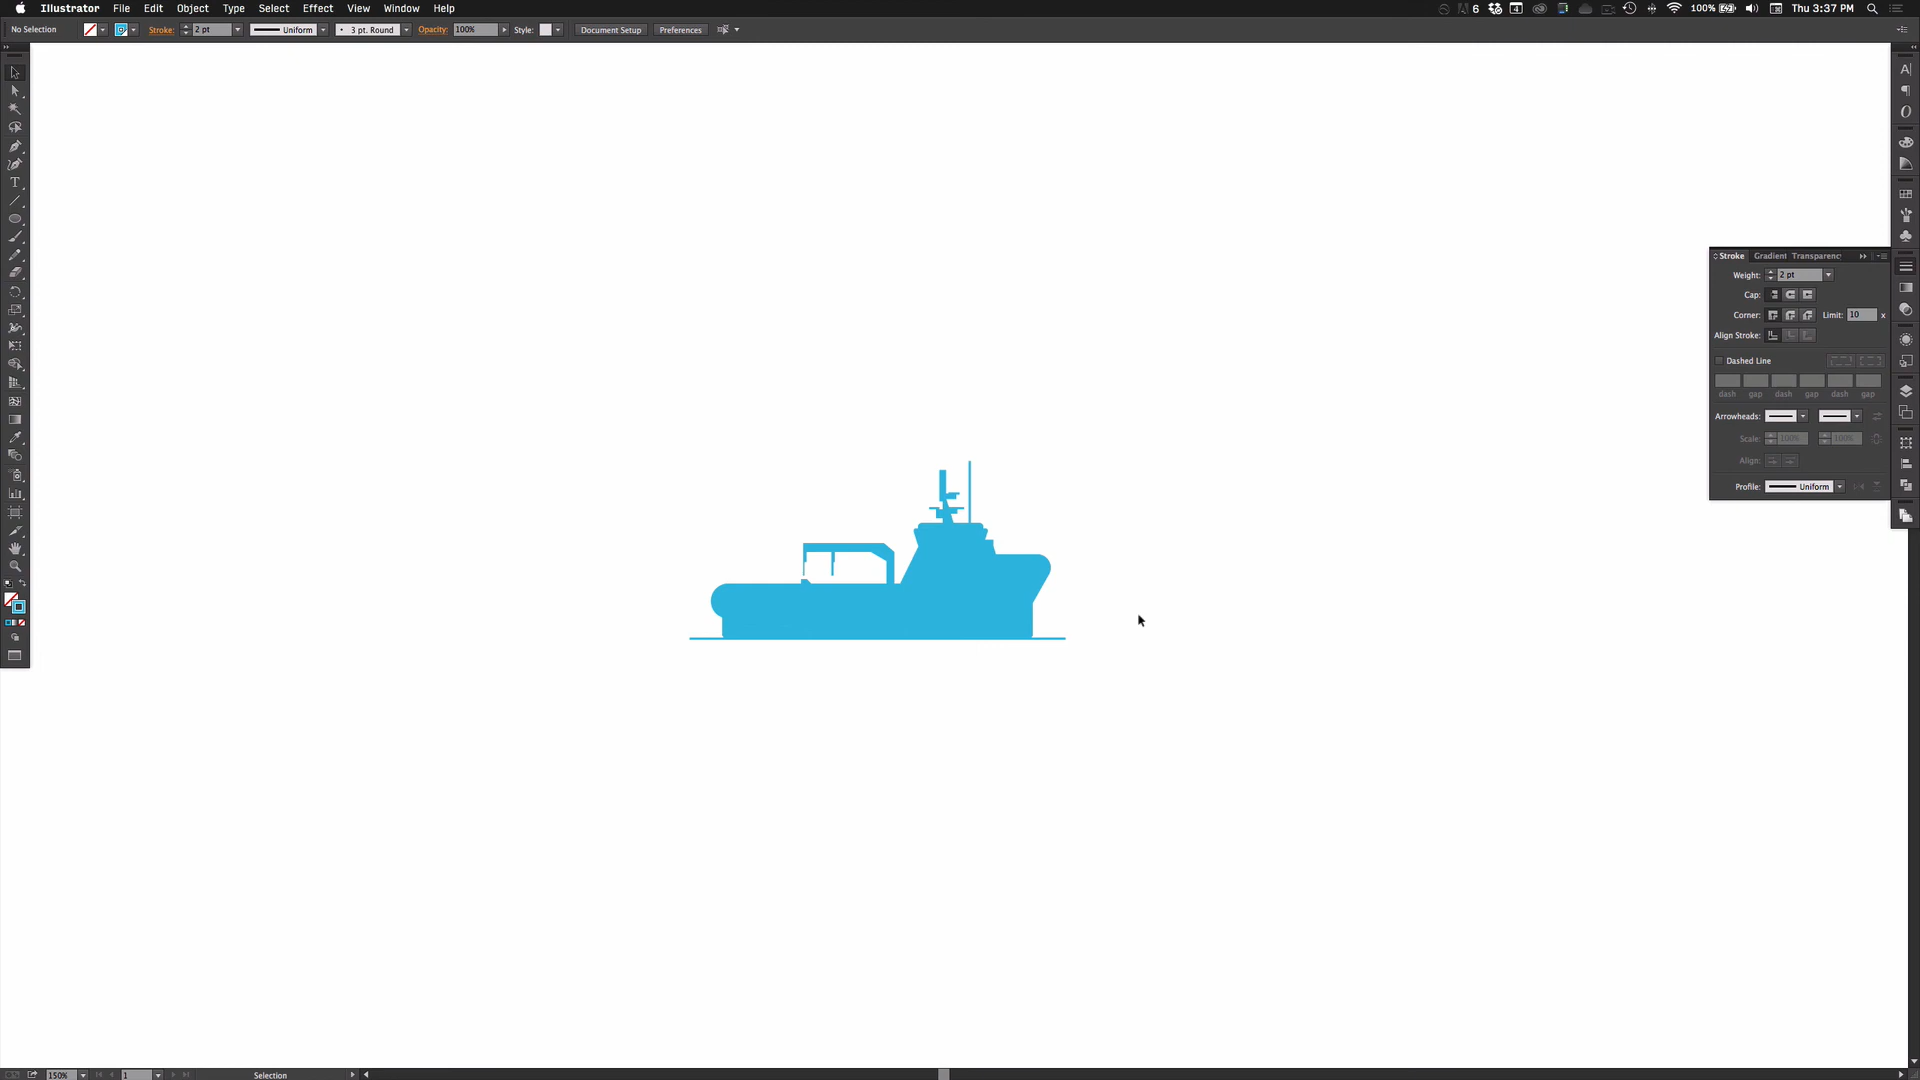 Illustrator File Edit Object Type Select Effect View Window Help 6 100% Thu 3:37 PM
No Selection Stroke: 2 pt Uniform 3 pt. Round Opacity: 100% Style: Document Setup Preferences
Stroke Gradient Transparency
Weight: 2 pt
Cap:
Corner: Limit: 10 x
Align Stroke:
Dashed Line
dash gap dash gap dash gap
Arrowheads:
Scale: 100% 100%
Align:
Profile: Uniform
150% 1 Selection